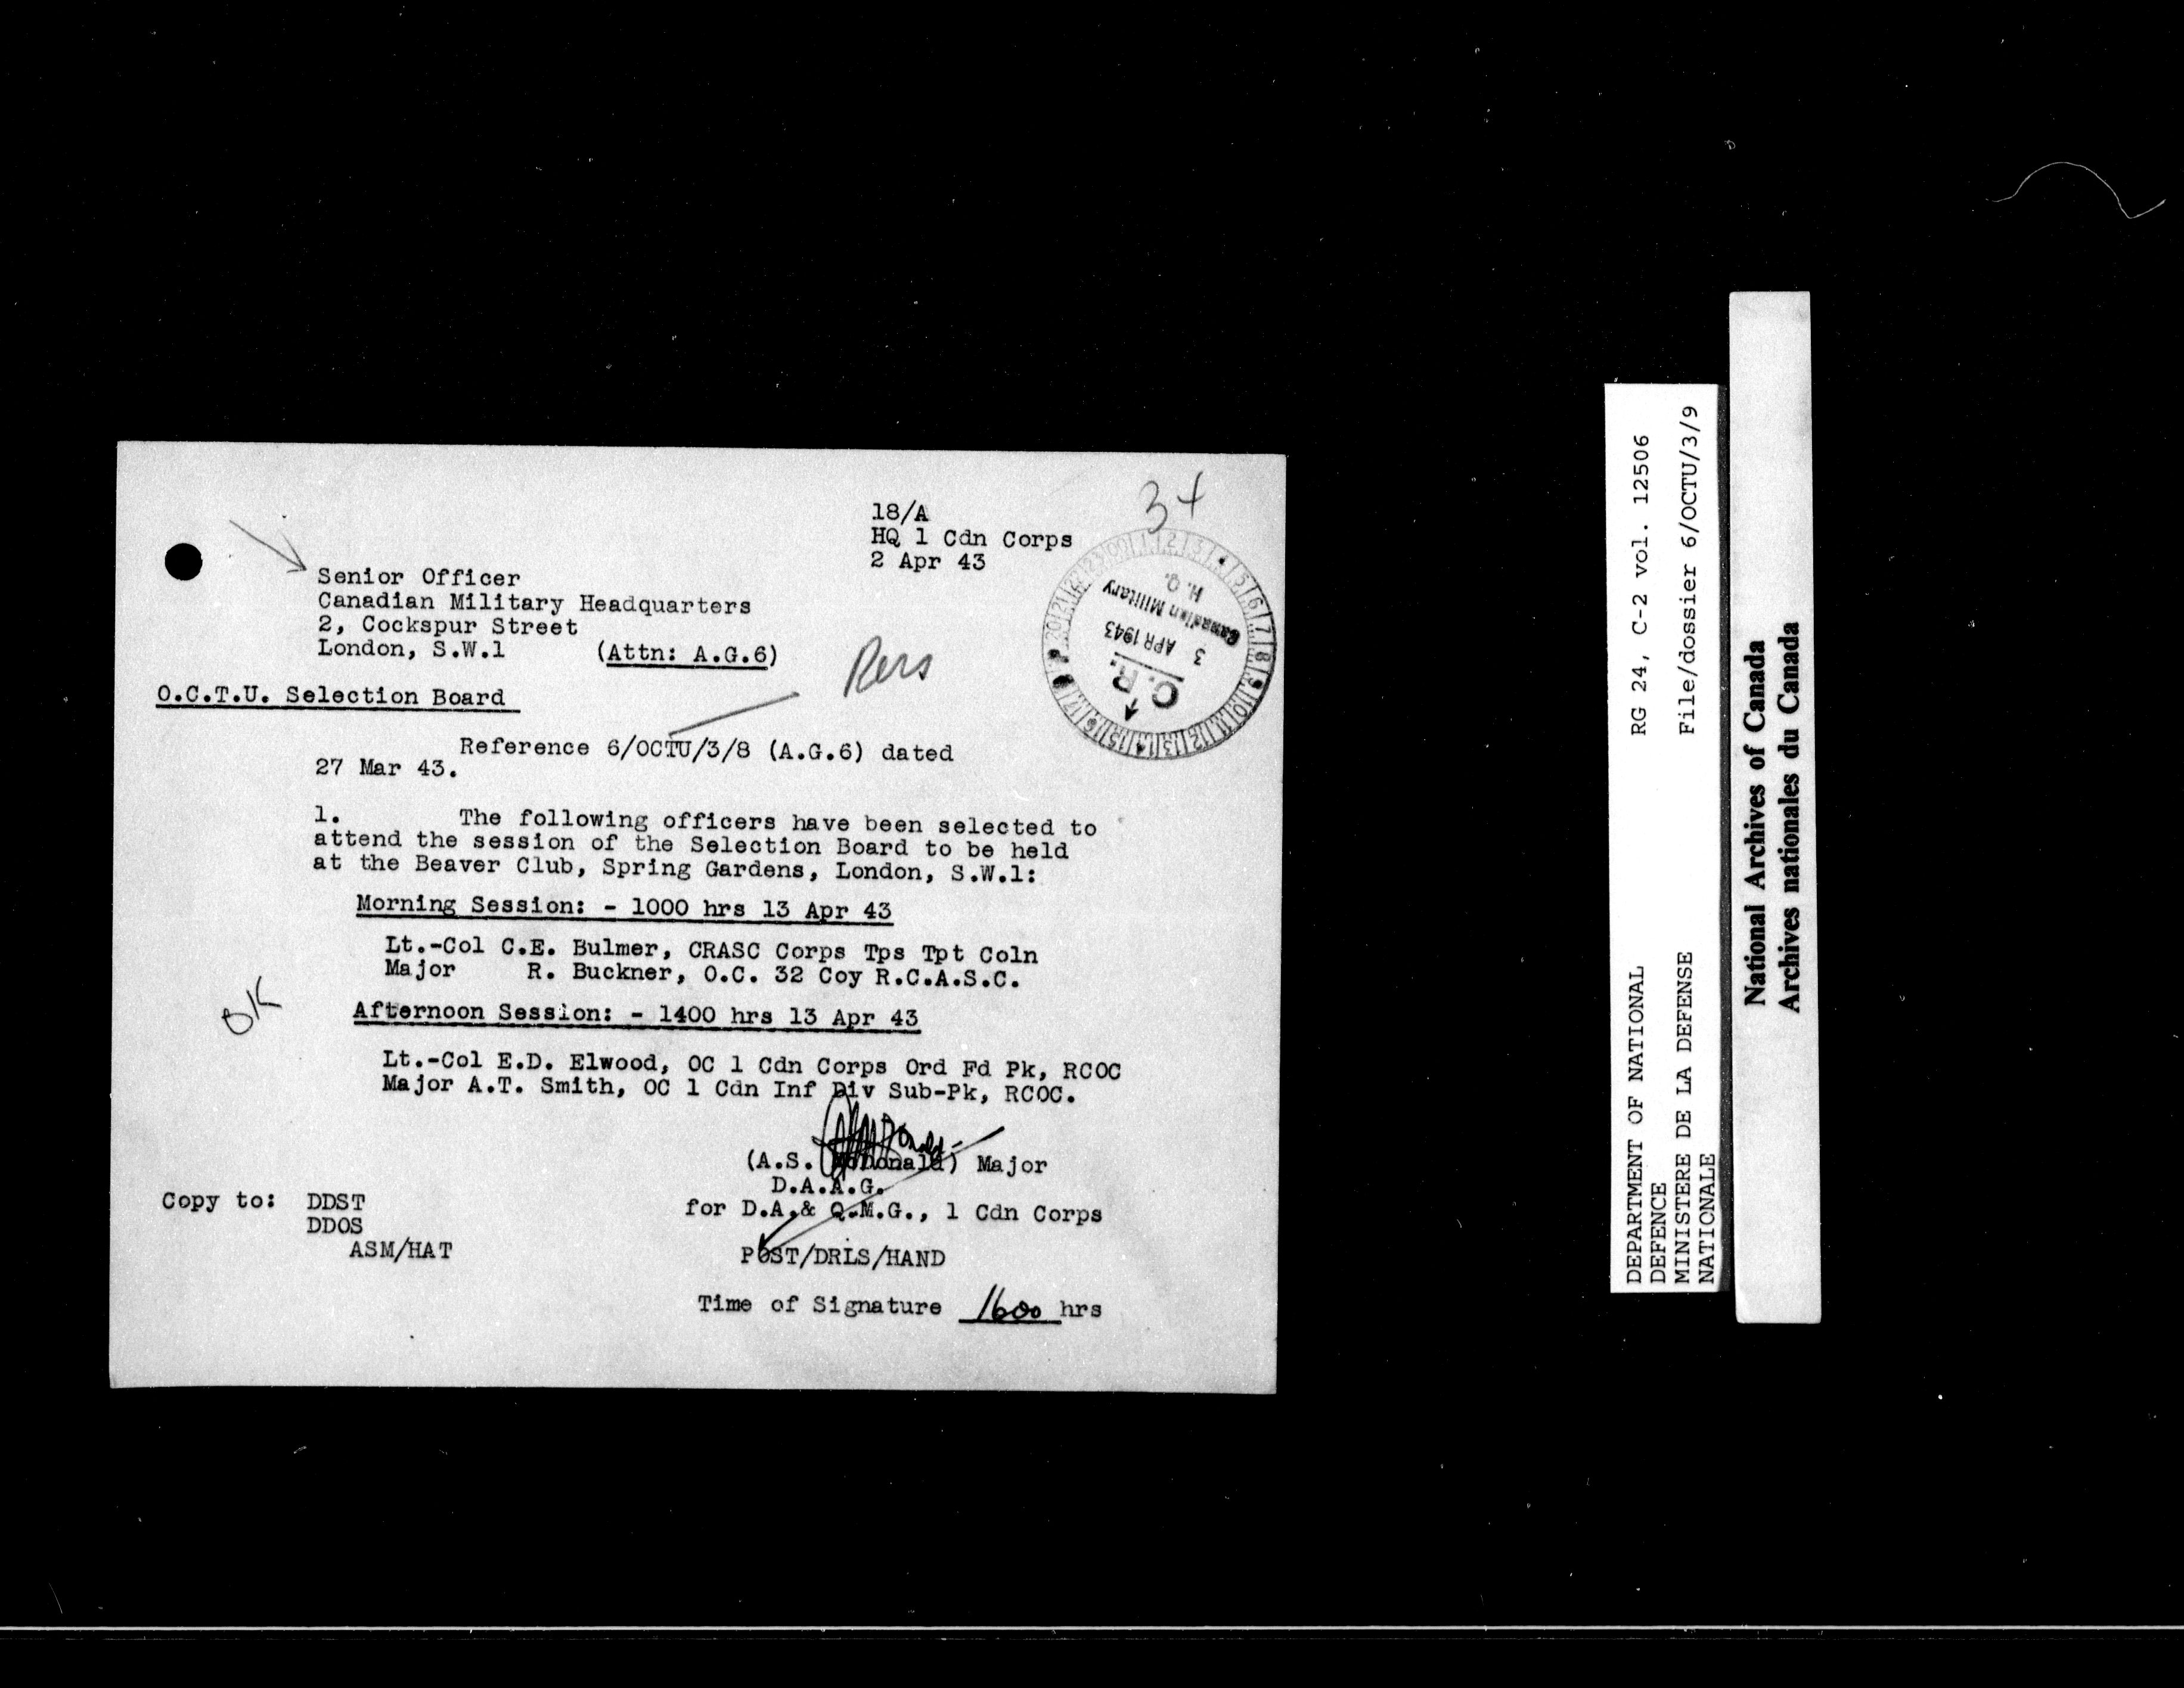 34
18/A
HQ 1 Cdn Corps
2 Apr 43
Senior Officer
Canadian Military Headquarters
2, Cockspur Street
London, S.W.1 (Attn: A.G.6)
C.R.
3 APR 1943
Canadian Military
H. Q.
O.C.T.U. Selection Board
Reference 6/OCTU/3/8 (A.G.6) dated
27 Mar 43.
1. The following officers have been selected to
attend the session of the Selection Board to be held
at the Beaver Club, Spring Gardens, London, S.W.1:
Morning Session: - 1000 hrs 13 Apr 43
Lt.-Col C.E. Bulmer, CRASC Corps Tps Tpt Coln
Major R. Buckner, O.C. 32 Coy R.C.A.S.C.
Afternoon Session: - 1400 hrs 13 Apr 43
Lt.-Col E.D. Elwood, OC 1 Cdn Corps Ord Fd Pk, RCOC
Major A.T. Smith, OC 1 Cdn Inf Div Sub-Pk, RCOC.
(A.S. McDonald) Major
D.A.A.G.
for D.A.& Q.M.G., 1 Cdn Corps
Copy to: DDST
DDOS
ASM/HAT
POST/DRLS/HAND
Time of Signature 1600 hrs
DEPARTMENT OF NATIONAL RG 24, C-2 vol. 12506
DEFENCE
MINISTERE DE LA DEFENSE File/dossier 6/OCTU/3/9
NATIONALE
National Archives of Canada
Archives nationales du Canada